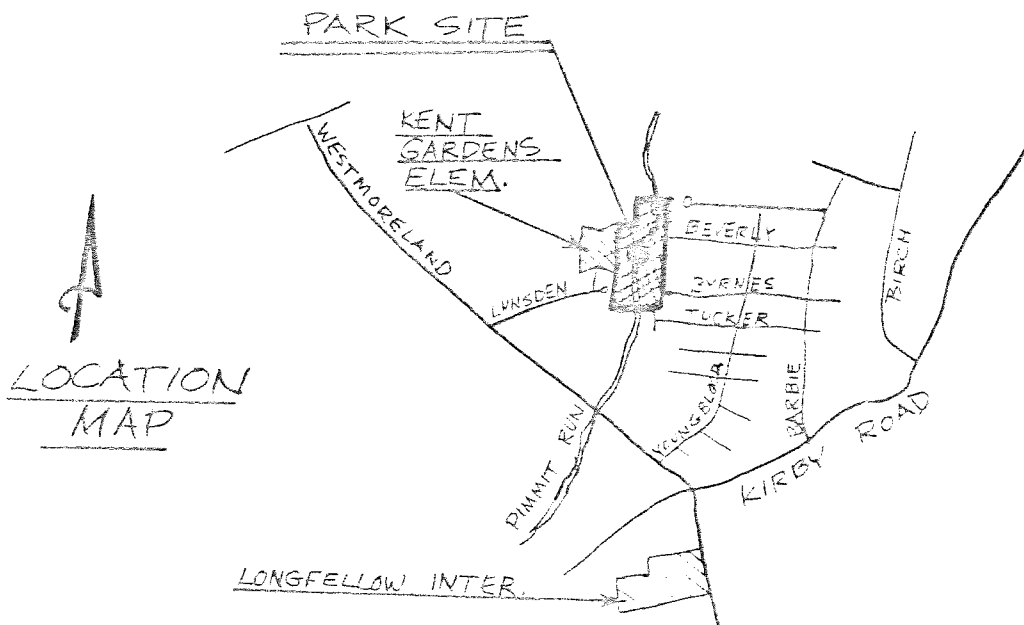 PARK SITE
KENT
GARDENS
ELEM.
WESTMORELAND
BEVERLY
BIRCH
LUNSDEN
BURNES
TUCKER
LOCATION
MAP
YOUNGBLOOD
BARBIE
KIRBY ROAD
PIMMIT RUN
LONGFELLOW INTER.